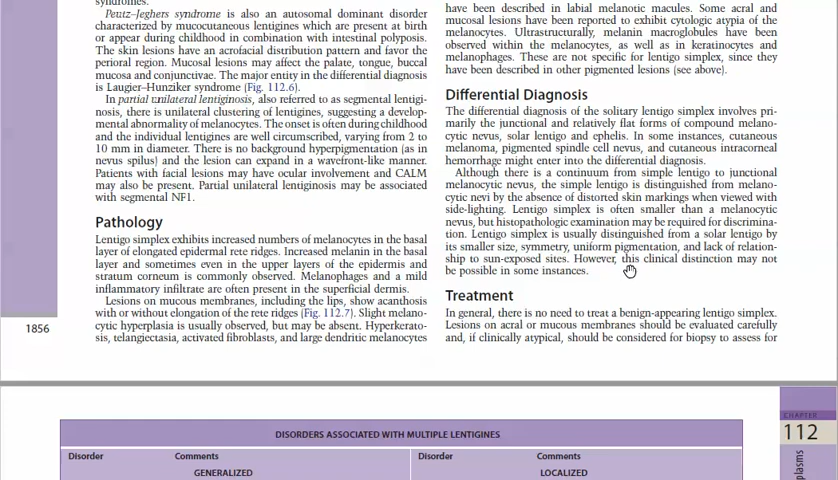 syndromes.
Peutz–Jeghers syndrome is also an autosomal dominant disorder
characterized by mucocutaneous lentigines which are present at birth
or appear during childhood in combination with intestinal polyposis.
The skin lesions have an acrofacial distribution pattern and favor the
perioral region. Mucosal lesions may affect the palate, tongue, buccal
mucosa and conjunctivae. The major entity in the differential diagnosis
is Laugier–Hunziker syndrome (Fig. 112.6).
In partial unilateral lentiginosis, also referred to as segmental lentigi-
nosis, there is unilateral clustering of lentigines, suggesting a develop-
mental abnormality of melanocytes. The onset is often during childhood
and the individual lentigines are well circumscribed, varying from 2 to
10 mm in diameter. There is no background hyperpigmentation (as in
nevus spilus) and the lesion can expand in a wavefront-like manner.
Patients with facial lesions may have ocular involvement and CALM
may also be present. Partial unilateral lentiginosis may be associated
with segmental NF1.
Pathology
Lentigo simplex exhibits increased numbers of melanocytes in the basal
layer of elongated epidermal rete ridges. Increased melanin in the basal
layer and sometimes even in the upper layers of the epidermis and
stratum corneum is commonly observed. Melanophages and a mild
inflammatory infiltrate are often present in the superficial dermis.
Lesions on mucous membranes, including the lips, show acanthosis
with or without elongation of the rete ridges (Fig. 112.7). Slight melano-
cytic hyperplasia is usually observed, but may be absent. Hyperkerato-
sis, telangiectasia, activated fibroblasts, and large dendritic melanocytes
1856
have been described in labial melanotic macules. Some acral and
mucosal lesions have been reported to exhibit cytologic atypia of the
melanocytes. Ultrastructurally, melanin macroglobules have been
observed within the melanocytes, as well as in keratinocytes and
melanophages. These are not specific for lentigo simplex, since they
have been described in other pigmented lesions (see above).
Differential Diagnosis
The differential diagnosis of the solitary lentigo simplex involves pri-
marily the junctional and relatively flat forms of compound melano-
cytic nevus, solar lentigo and ephelis. In some instances, cutaneous
melanoma, pigmented spindle cell nevus, and cutaneous intracorneal
hemorrhage might enter into the differential diagnosis.
Although there is a continuum from simple lentigo to junctional
melanocytic nevus, the simple lentigo is distinguished from melano-
cytic nevi by the absence of distorted skin markings when viewed with
side-lighting. Lentigo simplex is often smaller than a melanocytic
nevus, but histopathologic examination may be required for discrimina-
tion. Lentigo simplex is usually distinguished from a solar lentigo by
its smaller size, symmetry, uniform pigmentation, and lack of relation-
ship to sun-exposed sites. However, this clinical distinction may not
be possible in some instances.
Treatment
In general, there is no need to treat a benign-appearing lentigo simplex.
Lesions on acral or mucous membranes should be evaluated carefully
and, if clinically atypical, should be considered for biopsy to assess for
CHAPTER
112
plasms
DISORDERS ASSOCIATED WITH MULTIPLE LENTIGINES
Disorder Comments Disorder Comments
GENERALIZED LOCALIZED